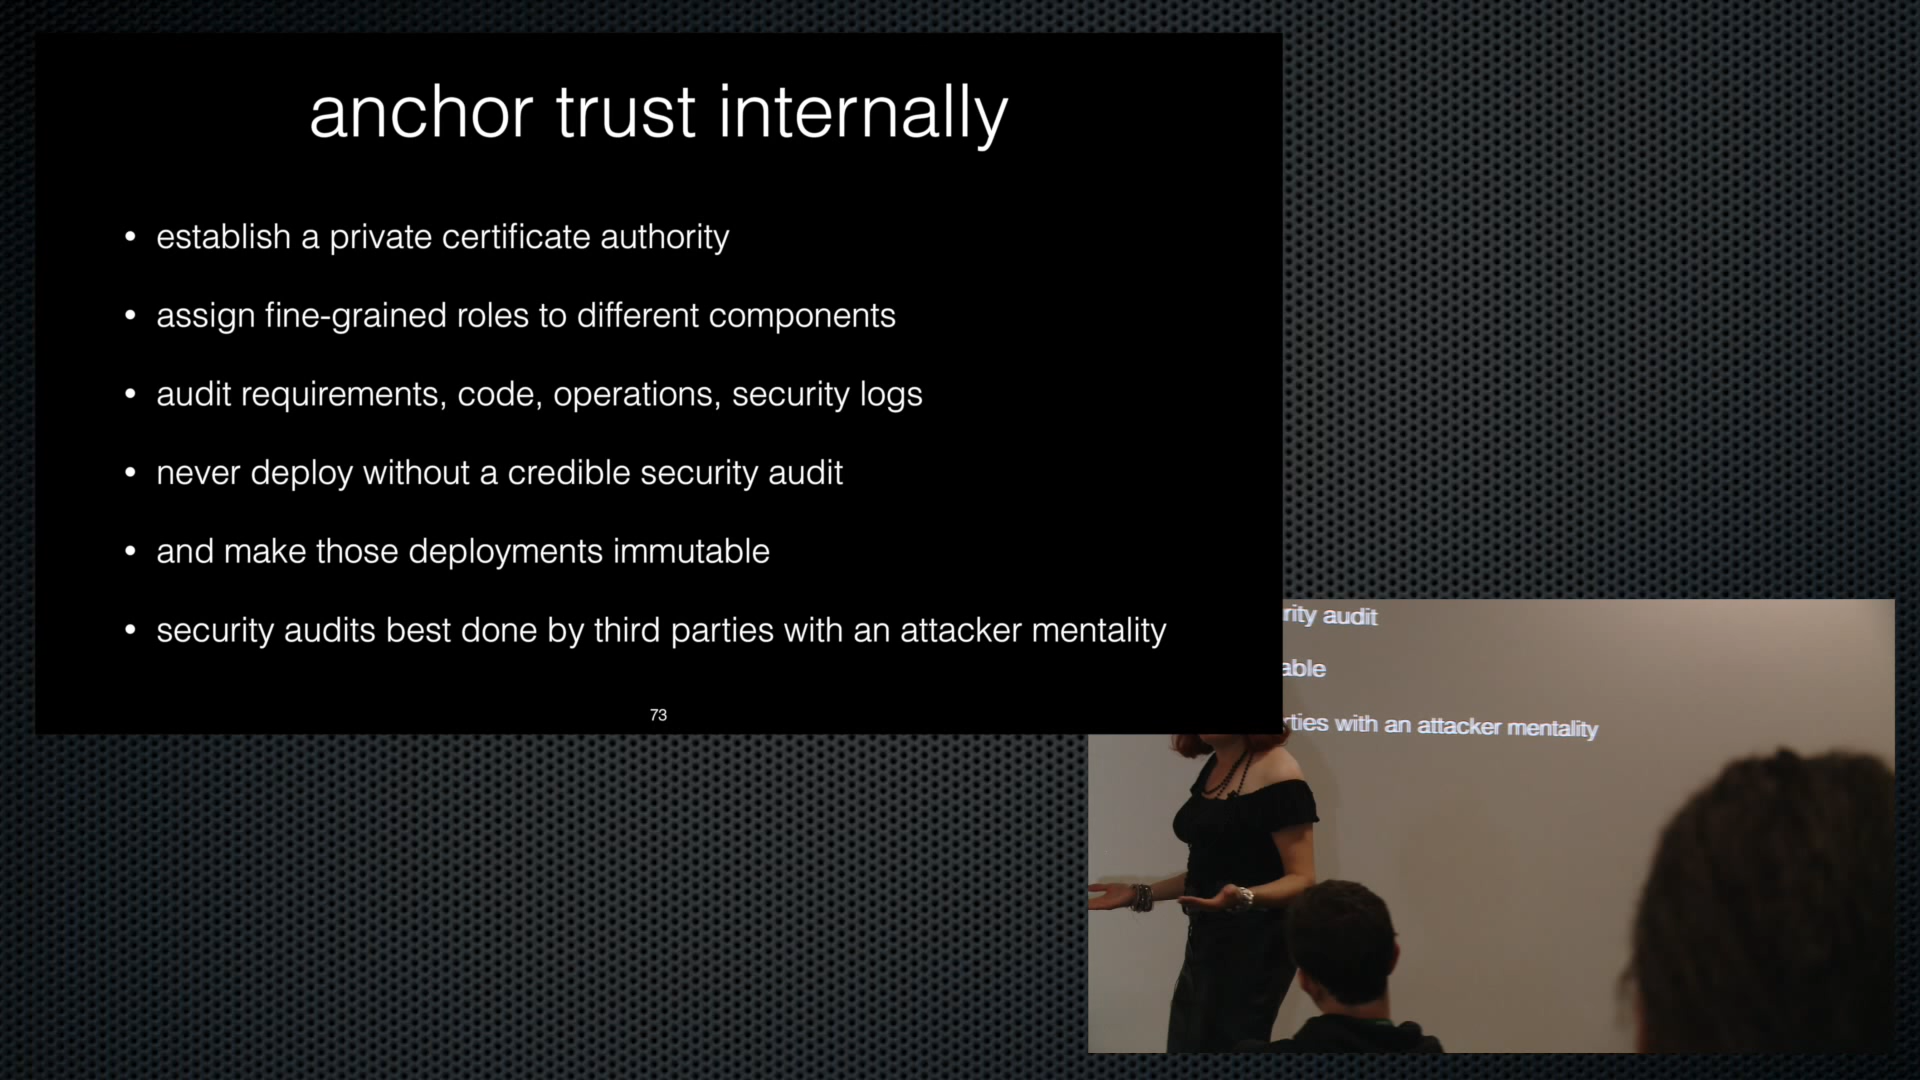 anchor trust internally
• establish a private certificate authority
• assign fine-grained roles to different components
• audit requirements, code, operations, security logs
• never deploy without a credible security audit
• and make those deployments immutable
• security audits best done by third parties with an attacker mentality
73
rity audit
able
rties with an attacker mentality